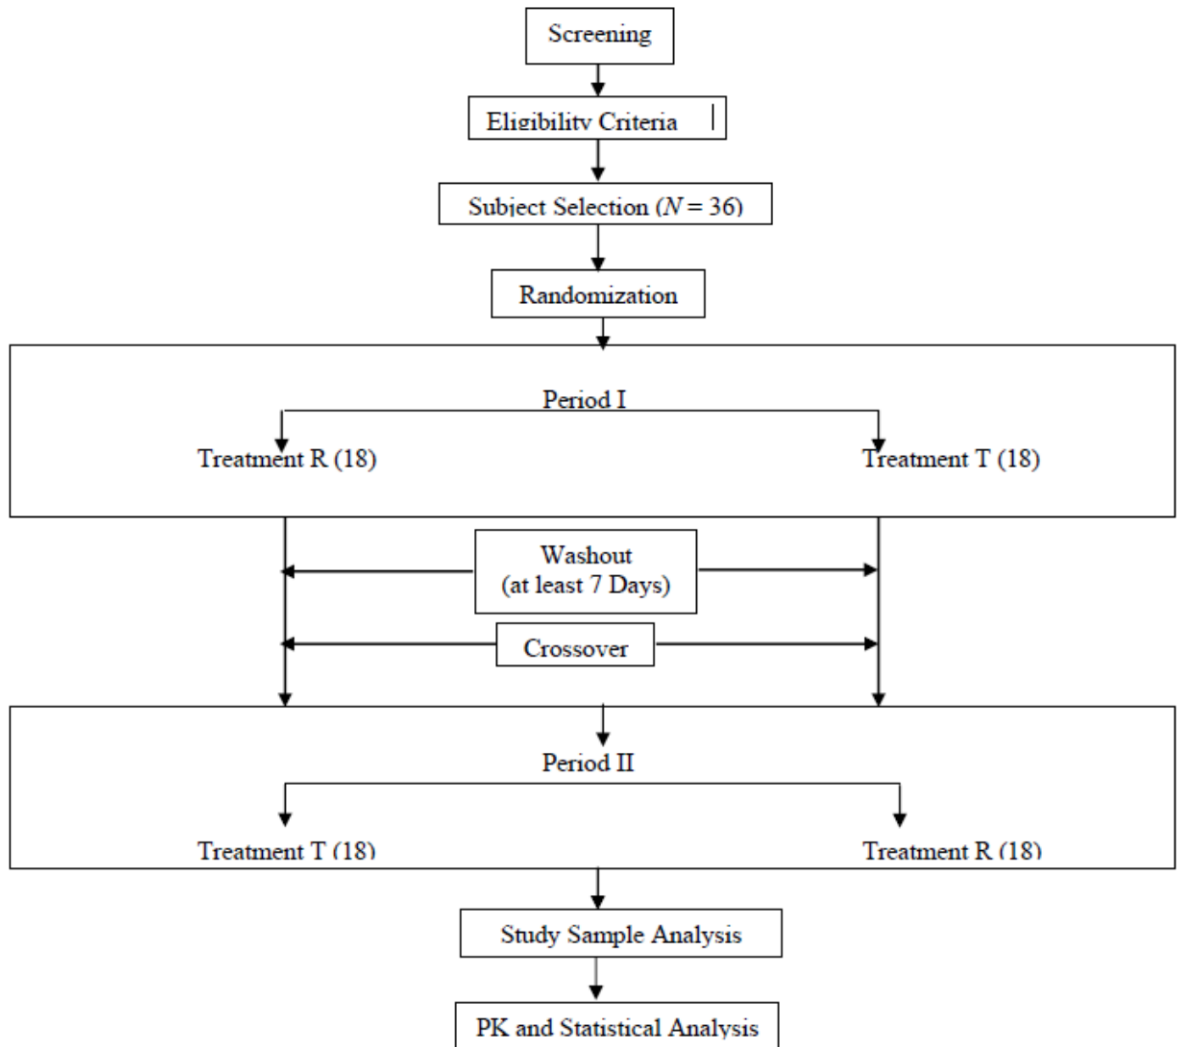 Screening
Eligibility Criteria
Subject Selection (N = 36)
Randomization
Period I
Treatment R (18)
Treatment T (18)
Washout
(at least 7 Days)
Crossover
Period II
Treatment T (18)
Treatment R (18)
Study Sample Analysis
PK and Statistical Analysis